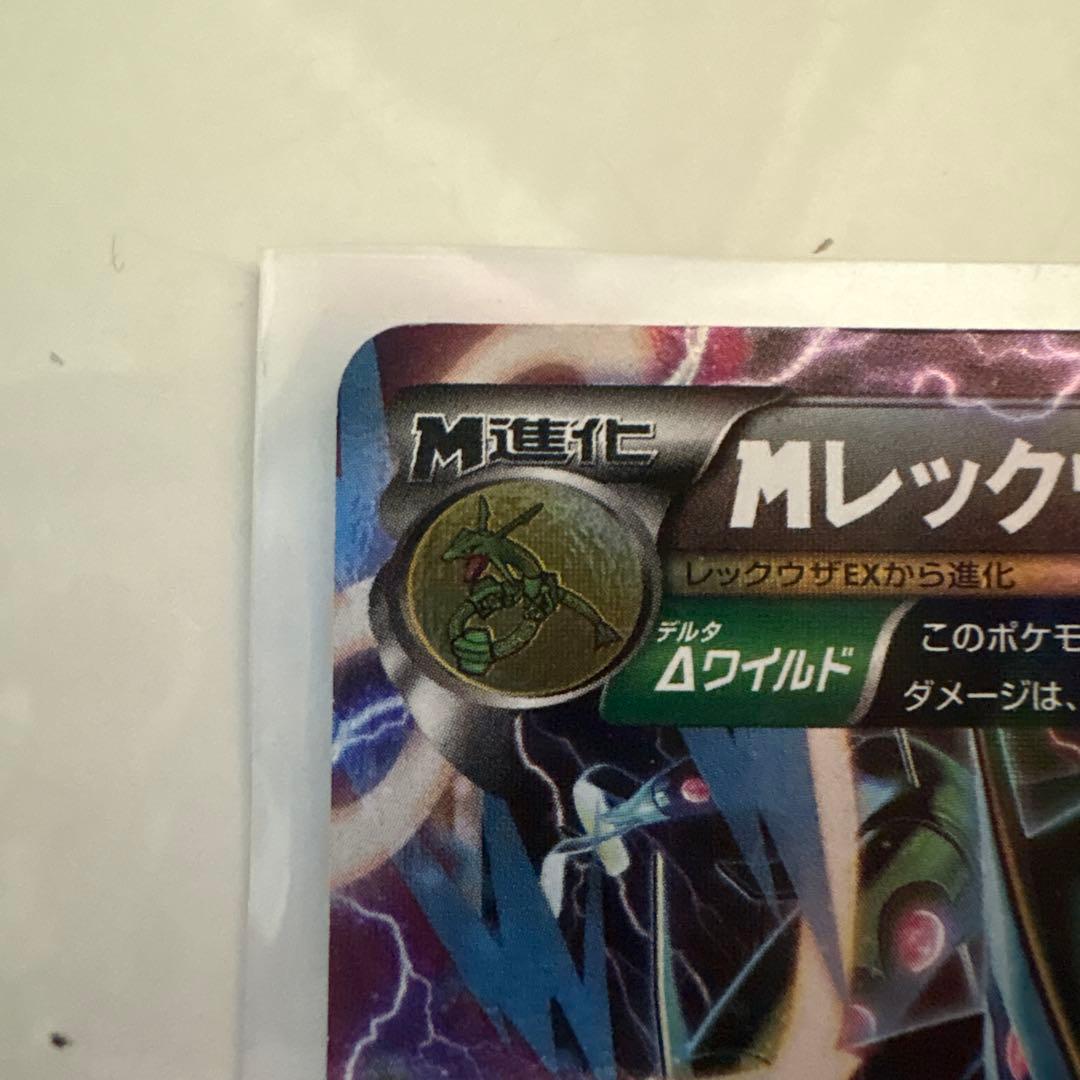 M進化
Mレック
レックウザEXから進化
デルタ
Δワイルド
このポケモ
ダメージは、